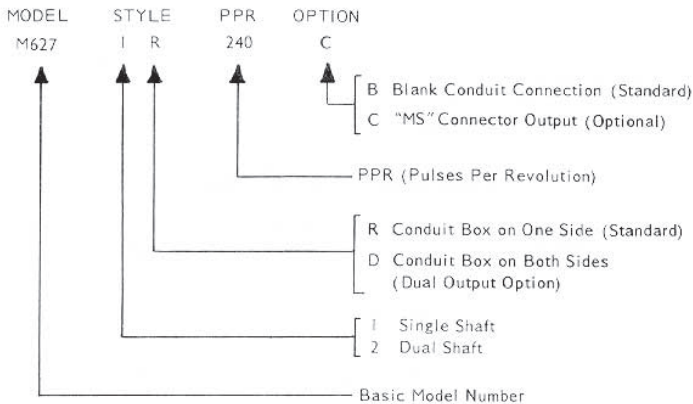 MODEL STYLE PPR OPTION
M627 1 R 240 C
B Blank Conduit Connection (Standard)
C "MS" Connector Output (Optional)
PPR (Pulses Per Revolution)
R Conduit Box on One Side (Standard)
D Conduit Box on Both Sides
(Dual Output Option)
1 Single Shaft
2 Dual Shaft
Basic Model Number